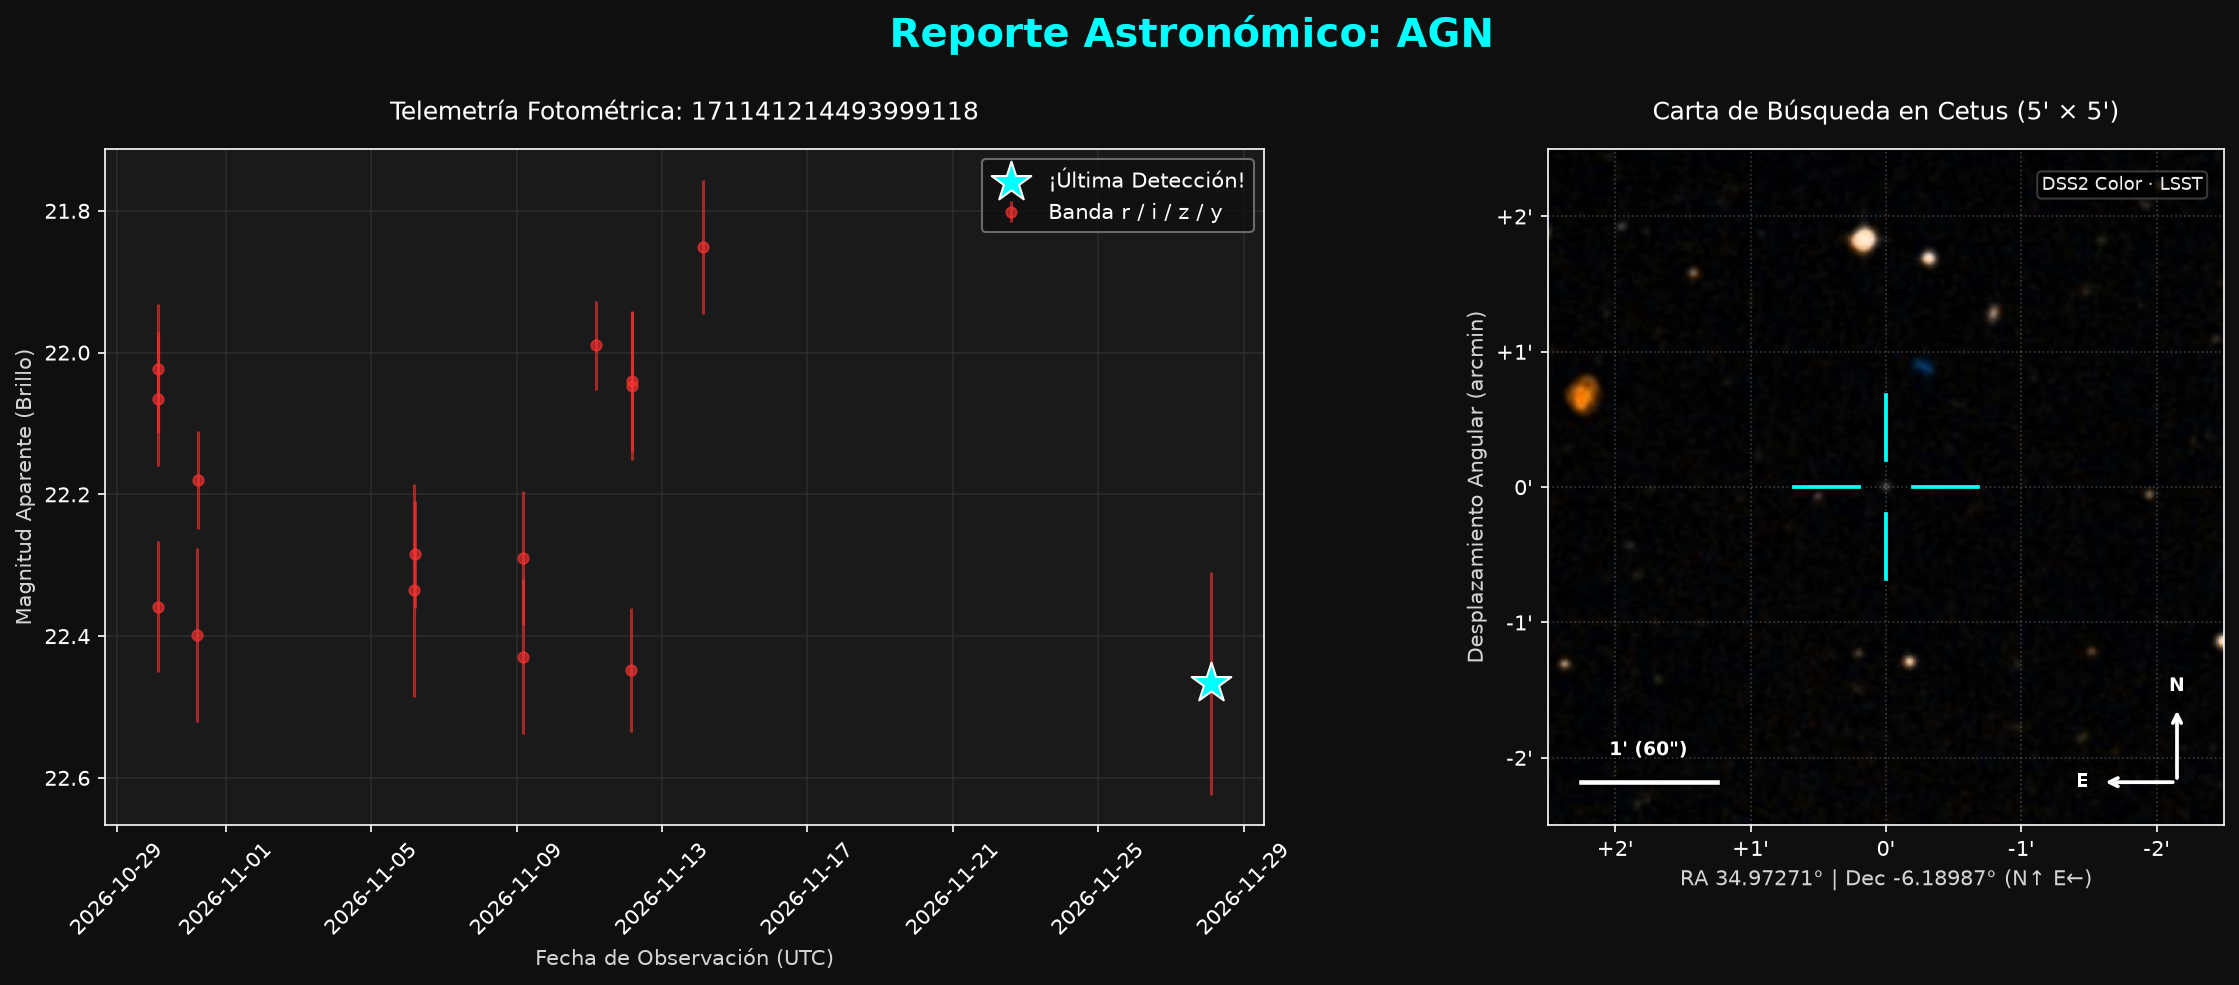 Reporte Astronómico: AGN
Telemetría Fotométrica: 171141214493999118
¡Última Detección!
Banda r / i / z / y
Magnitud Aparente (Brillo)
21.8
22.0
22.2
22.4
22.6
2026-10-29
2026-11-01
2026-11-05
2026-11-09
2026-11-13
2026-11-17
2026-11-21
2026-11-25
2026-11-29
Fecha de Observación (UTC)
Carta de Búsqueda en Cetus (5' × 5')
DSS2 Color · LSST
Desplazamiento Angular (arcmin)
+2'
+1'
0'
-1'
-2'
N
E
1' (60")
+2'
+1'
0'
-1'
-2'
RA 34.97271° | Dec -6.18987° (N↑ E←)